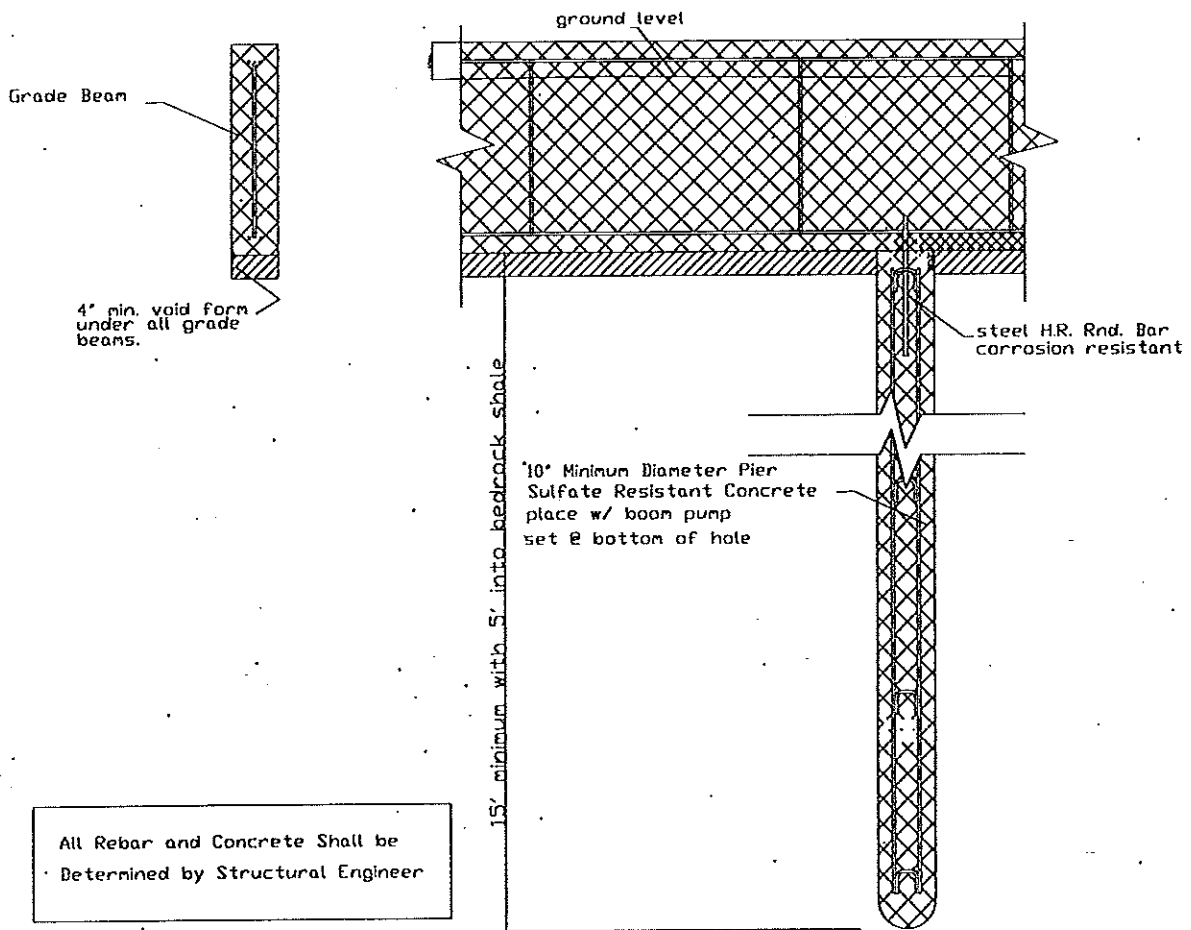 ground level
Grade Beam
4" min. void form
under all grade
beams.
steel H.R. Rnd. Bar
corrosion resistant
15' minimum with 5' into bedrock shale
10" Minimum Diameter Pier
Sulfate Resistant Concrete
place w/ boom pump
set @ bottom of hole
All Rebar and Concrete Shall be
Determined by Structural Engineer